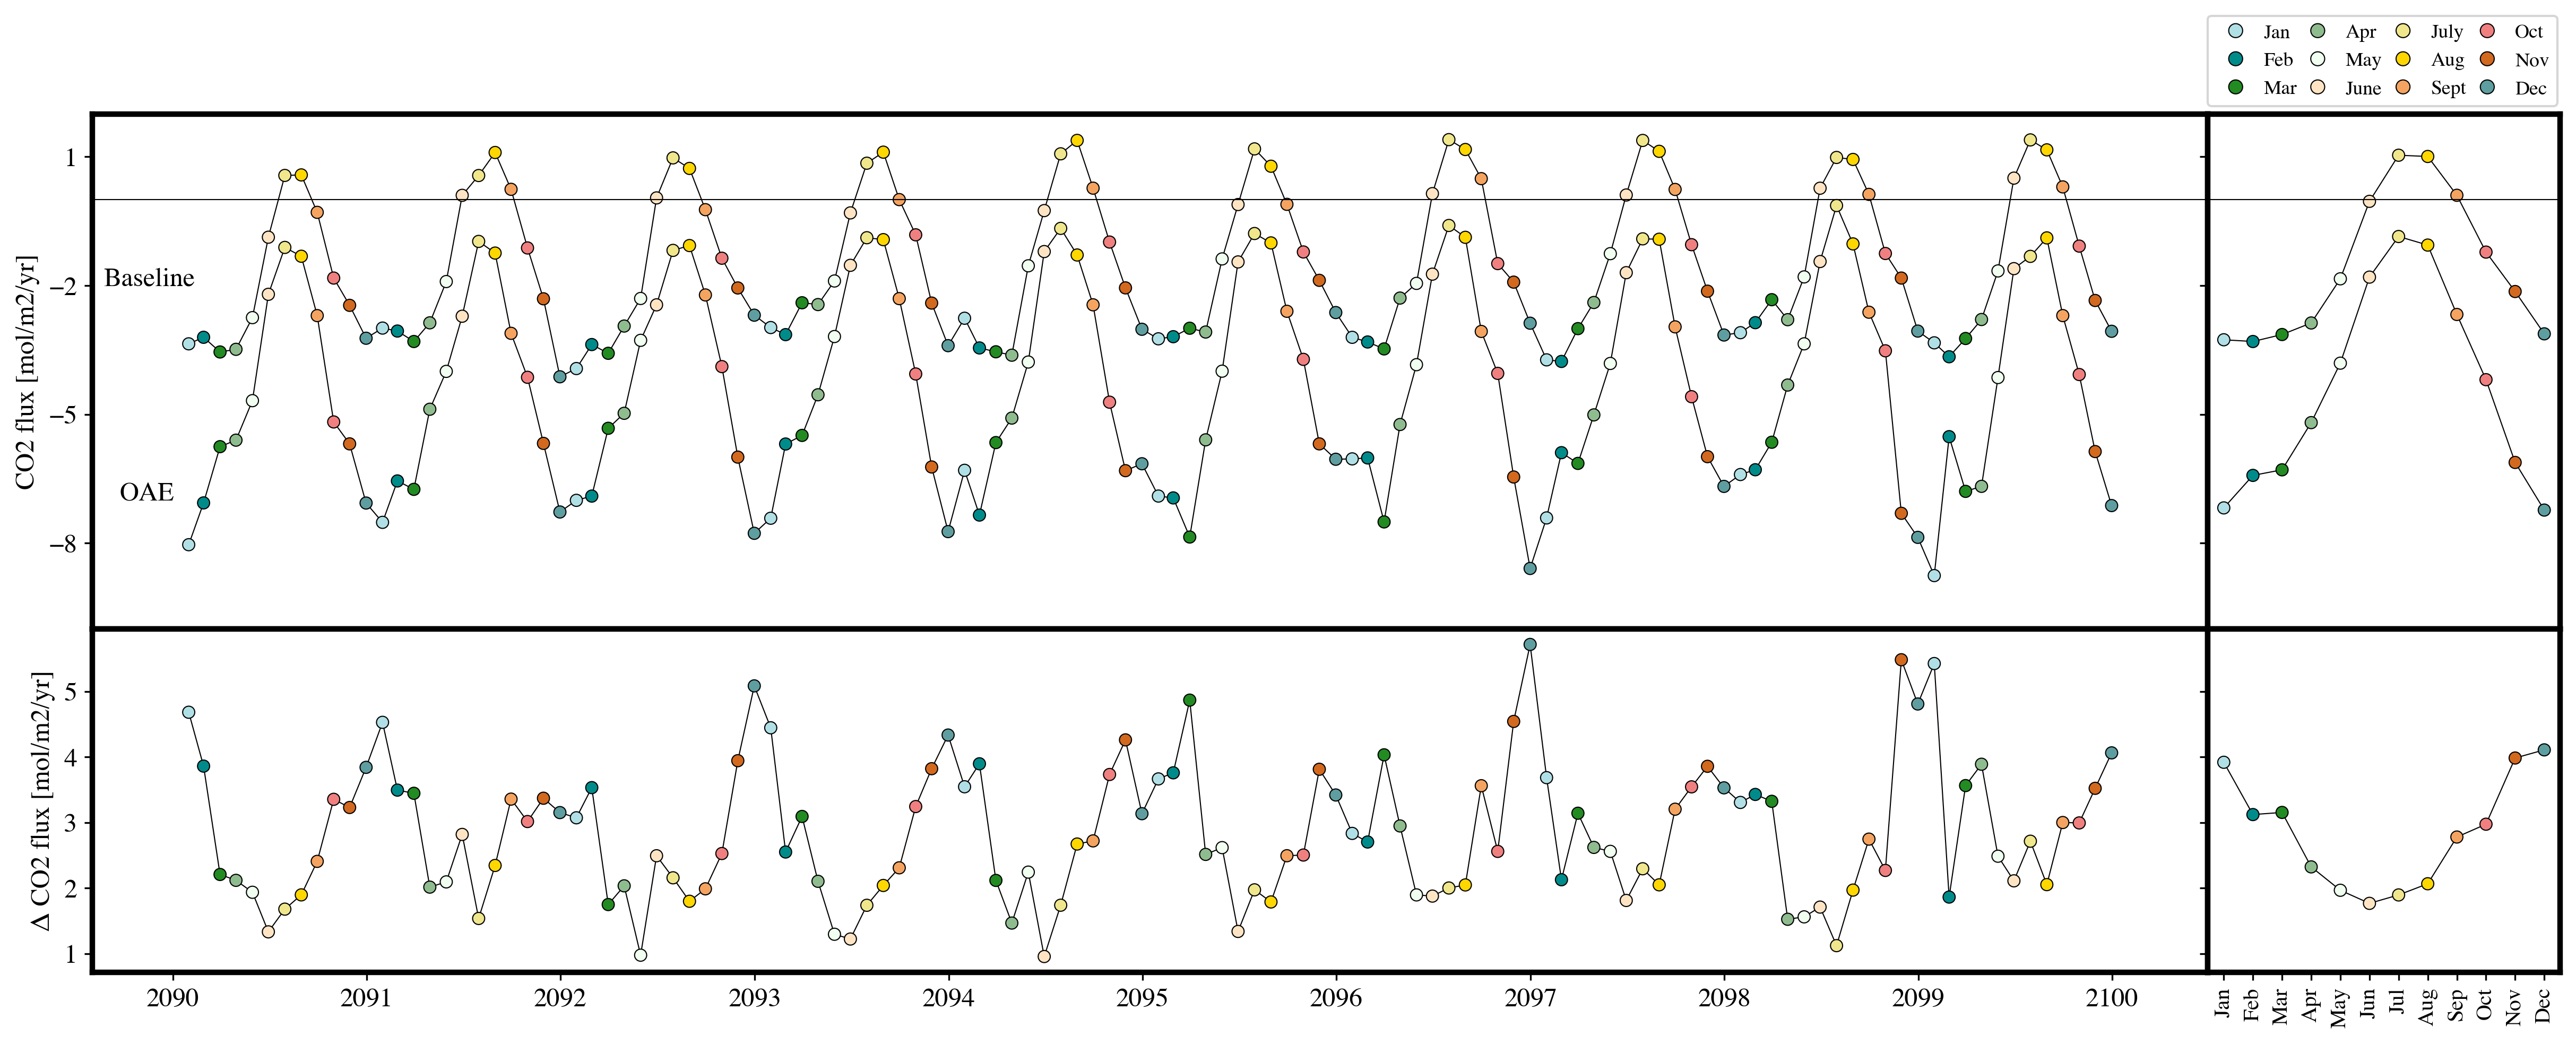 Jan Apr July Oct
Feb May Aug Nov
Mar June Sept Dec
CO2 flux [mol/m2/yr]
1
−2
−5
−8
Baseline
OAE
Δ CO2 flux [mol/m2/yr]
5
4
3
2
1
2090 2091 2092 2093 2094 2095 2096 2097 2098 2099 2100
Jan Feb Mar Apr May Jun Jul Aug Sep Oct Nov Dec